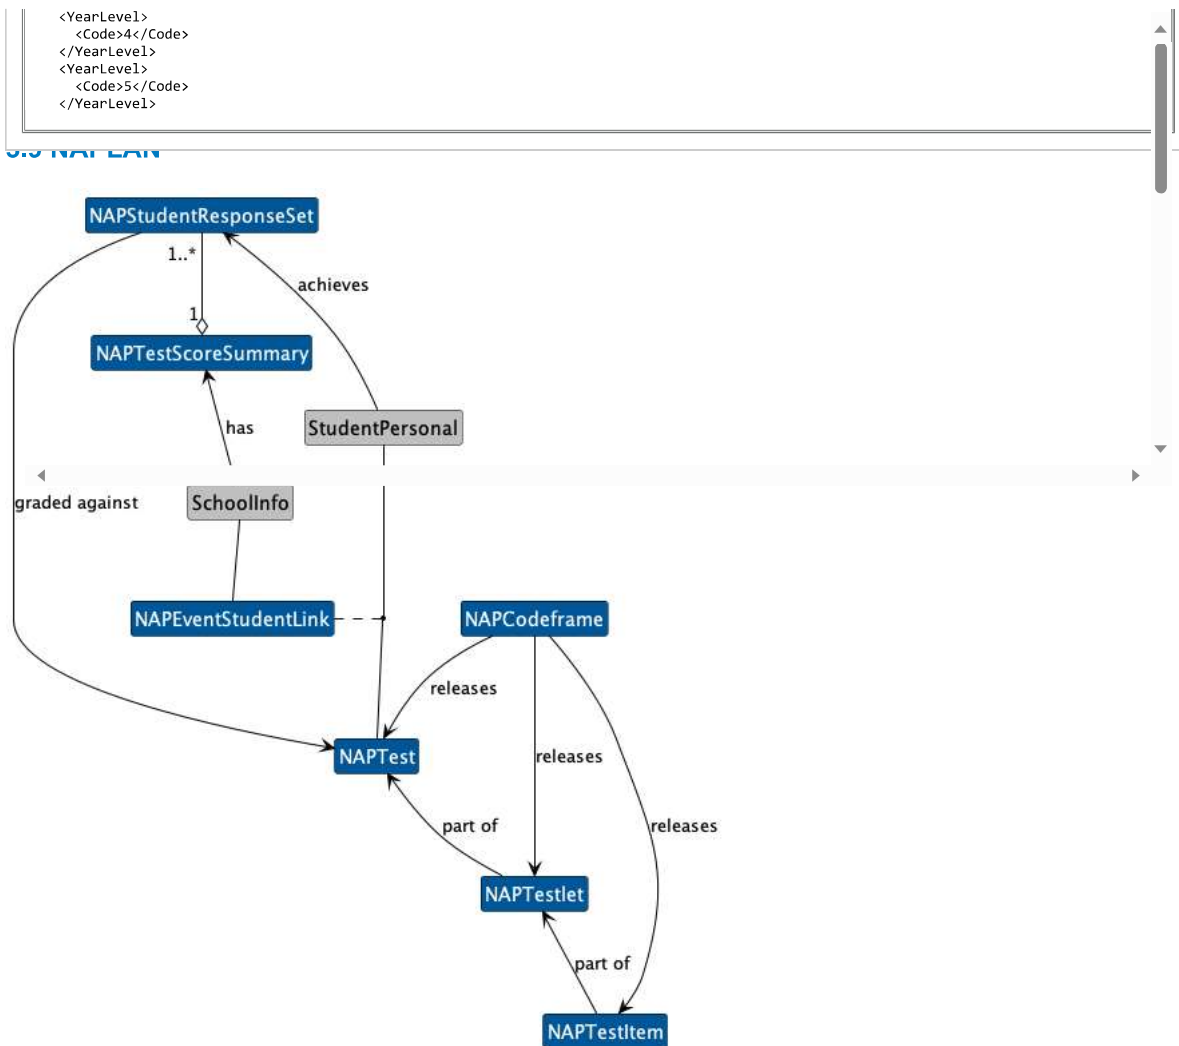 <YearLevel>
<Code>4</Code>
</YearLevel>
<YearLevel>
<Code>5</Code>
</YearLevel>
NAPLAN
NAPStudentResponseSet
1..*
achieves
1
NAPTestScoreSummary
has
StudentPersonal
graded against
SchoolInfo
NAPEventStudentLink
NAPCodeframe
releases
NAPTest
releases
part of
releases
NAPTestlet
part of
NAPTestItem